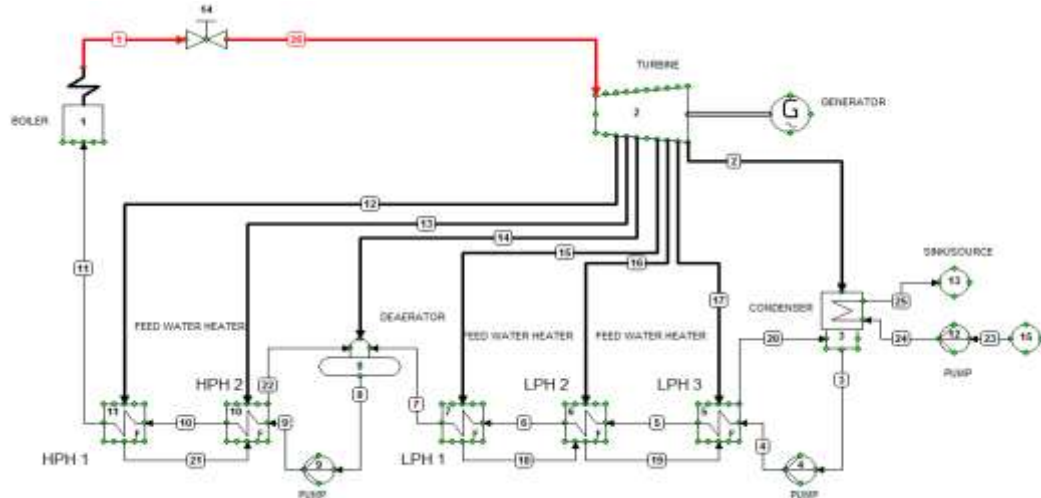 14
1
26
TURBINE
BOILER
1
2
G
GENERATOR
2
12
13
14
15
16
17
11
SINK/SOURCE
13
25
CONDENSER
DEAERATOR
FEED WATER HEATER
FEED WATER HEATER
FEED WATER HEATER
3
24
12
23
15
20
PUMP
8
22
HPH 2
LPH 2
LPH 3
3
8
7
11
10
10
9
7
6
6
5
5
4
F
F
F
F
F
HPH 1
21
9
LPH 1
18
19
4
PUMP
PUMP